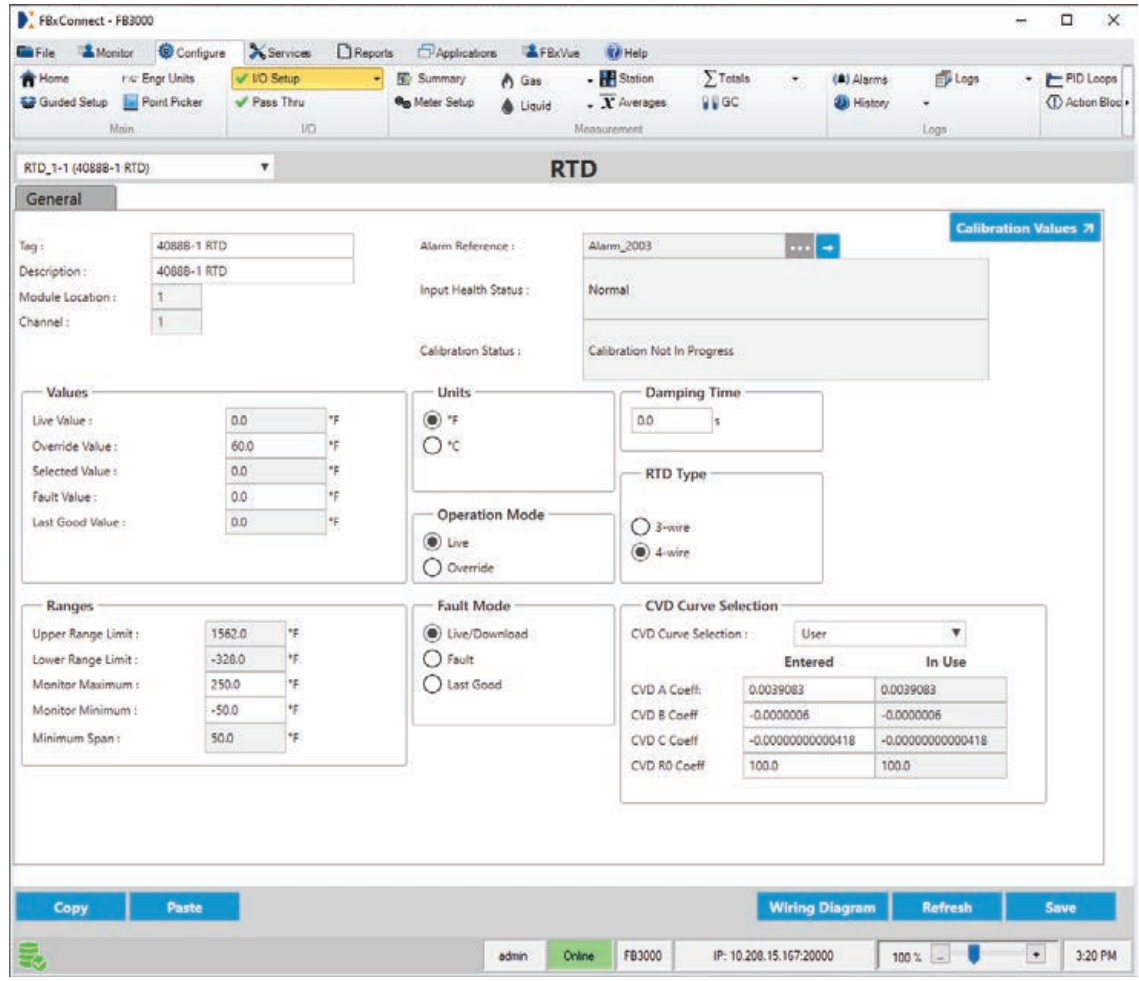 FBxConnect - FB3000
File Monitor Configure Services Reports Applications FBxVue Help
Home Engr Units I/O Setup Summary Gas Station Totals Alarms Logs PID Loops
Guided Setup Point Picker Pass Thru Meter Setup Liquid Averages GC History Action Bloc
Main I/O Measurement Logs
RTD_1-1 (4088B-1 RTD) RTD
General
Calibration Values
Tag : 4088B-1 RTD Alarm Reference : Alarm_2003 ...
Description : 4088B-1 RTD
Module Location : 1 Input Health Status : Normal
Channel : 1
Calibration Status : Calibration Not In Progress
Values Units Damping Time
Live Value : 0.0 °F °F 0.0 s
Override Value : 60.0 °F °C
Selected Value : 0.0 °F RTD Type
Fault Value : 0.0 °F
Last Good Value : 0.0 °F Operation Mode 3-wire
Live 4-wire
Override
Ranges Fault Mode CVD Curve Selection
Upper Range Limit : 1562.0 °F Live/Download CVD Curve Selection : User
Lower Range Limit : -328.0 °F Fault Entered In Use
Monitor Maximum : 250.0 °F Last Good CVD A Coeff: 0.0039083 0.0039083
Monitor Minimum : -50.0 °F CVD B Coeff -0.0000006 -0.0000006
Minimum Span : 50.0 °F CVD C Coeff -0.00000000000418 -0.00000000000418
CVD R0 Coeff 100.0 100.0
Copy Paste Wiring Diagram Refresh Save
admin Online FB3000 IP: 10.208.15.167:20000 100 % - + 3:20 PM